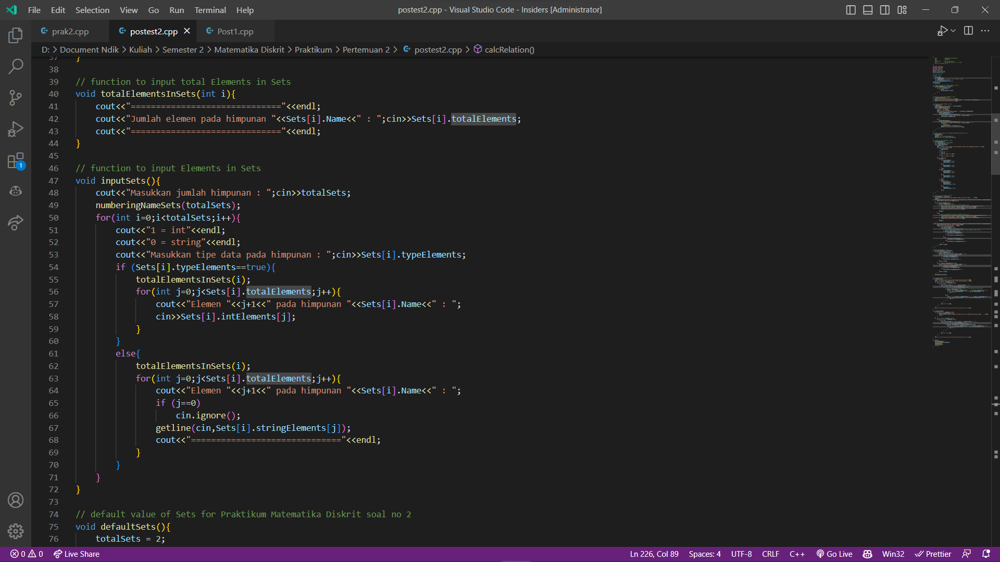 File Edit Selection View Go Run Terminal Help
postest2.cpp - Visual Studio Code - Insiders [Administrator]
prak2.cpp postest2.cpp Post1.cpp
D: > Document Ndik > Kuliah > Semester 2 > Matematika Diskrit > Praktikum > Pertemuan 2 > postest2.cpp > calcRelation()
37 }
38
39 // function to input total Elements in Sets
40 void totalElementsInSets(int i){
41 cout<<"=============================="<<endl;
42 cout<<"Jumlah elemen pada himpunan "<<Sets[i].Name<<" : ";cin>>Sets[i].totalElements;
43 cout<<"=============================="<<endl;
44 }
45
46 // function to input Elements in Sets
47 void inputSets(){
48 cout<<"Masukkan jumlah himpunan : ";cin>>totalSets;
49 numberingNameSets(totalSets);
50 for(int i=0;i<totalSets;i++){
51 cout<<"1 = int"<<endl;
52 cout<<"0 = string"<<endl;
53 cout<<"Masukkan tipe data pada himpunan : ";cin>>Sets[i].typeElements;
54 if (Sets[i].typeElements==true){
55 totalElementsInSets(i);
56 for(int j=0;j<Sets[i].totalElements;j++){
57 cout<<"Elemen "<<j+1<<" pada himpunan "<<Sets[i].Name<<" : ";
58 cin>>Sets[i].intElements[j];
59 }
60 }
61 else{
62 totalElementsInSets(i);
63 for(int j=0;j<Sets[i].totalElements;j++){
64 cout<<"Elemen "<<j+1<<" pada himpunan "<<Sets[i].Name<<" : ";
65 if (j==0)
66 cin.ignore();
67 getline(cin,Sets[i].stringElements[j]);
68 cout<<"=============================="<<endl;
69 }
70 }
71 }
72 }
73
74 // default value of Sets for Praktikum Matematika Diskrit soal no 2
75 void defaultSets(){
76 totalSets = 2;
1
0 0 Live Share Ln 226, Col 89 Spaces: 4 UTF-8 CRLF C++ Go Live Win32 Prettier